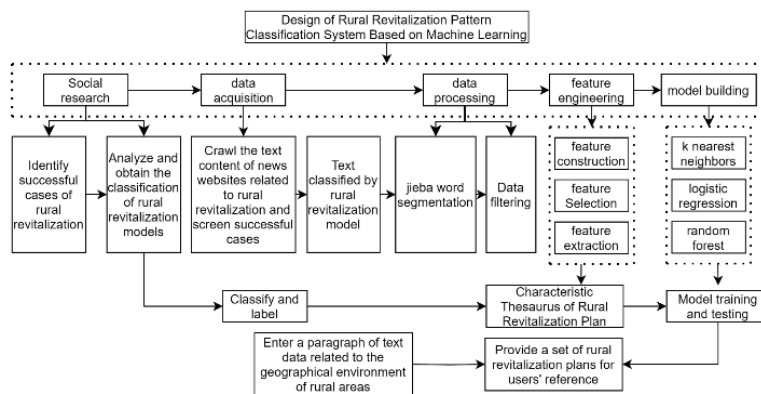 Design of Rural Revitalization Pattern
Classification System Based on Machine Learning
Social
research
data
acquisition
data
processing
feature
engineering
model building
Identify
successful
cases of
rural
revitalization
Analyze and
obtain the
classification
of rural
revitalization
models
Crawl the text
content of news
websites related
to rural
revitalization and
screen successful
cases
Text
classified by
rural
revitalization
model
jieba word
segmentation
Data
filtering
feature
construction
feature
Selection
feature
extraction
k nearest
neighbors
logistic
regression
random
forest
Classify and
label
Characteristic
Thesaurus of Rural
Revitalization Plan
Model training
and testing
Enter a paragraph of text
data related to the
geographical environment
of rural areas
Provide a set of rural
revitalization plans for
users' reference